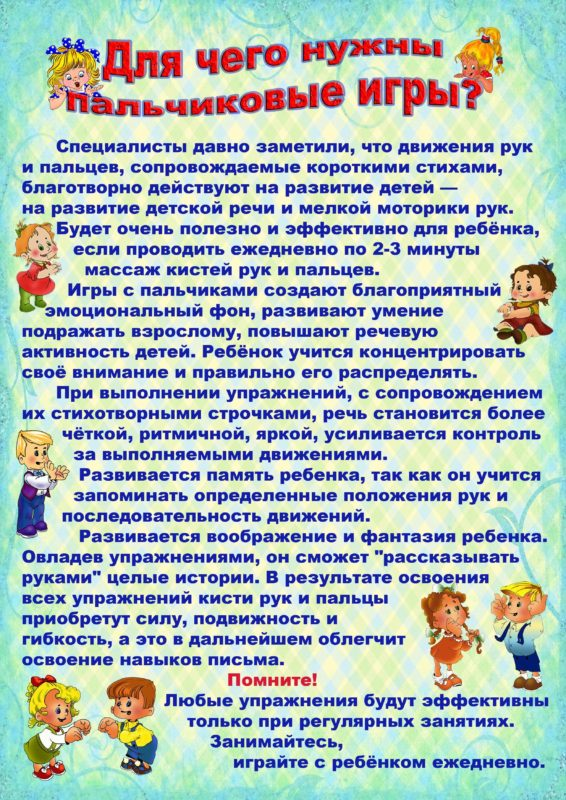 Для чего нужны
пальчиковые игры?
Специалисты давно заметили, что движения рук
и пальцев, сопровождаемые короткими стихами,
благотворно действуют на развитие детей —
на развитие детской речи и мелкой моторики рук.
Будет очень полезно и эффективно для ребёнка,
если проводить ежедневно по 2-3 минуты
массаж кистей рук и пальцев.
Игры с пальчиками создают благоприятный
эмоциональный фон, развивают умение
подражать взрослому, повышают речевую
активность детей. Ребёнок учится концентрировать
своё внимание и правильно его распределять.
При выполнении упражнений, с сопровождением
их стихотворными строчками, речь становится более
чёткой, ритмичной, яркой, усиливается контроль
за выполняемыми движениями.
Развивается память ребенка, так как он учится
запоминать определенные положения рук и
последовательность движений.
Развивается воображение и фантазия ребенка.
Овладев упражнениями, он сможет "рассказывать
руками" целые истории. В результате освоения
всех упражнений кисти рук и пальцы
приобретут силу, подвижность и
гибкость, а это в дальнейшем облегчит
освоение навыков письма.
Помните!
Любые упражнения будут эффективны
только при регулярных занятиях.
Занимайтесь,
играйте с ребёнком ежедневно.